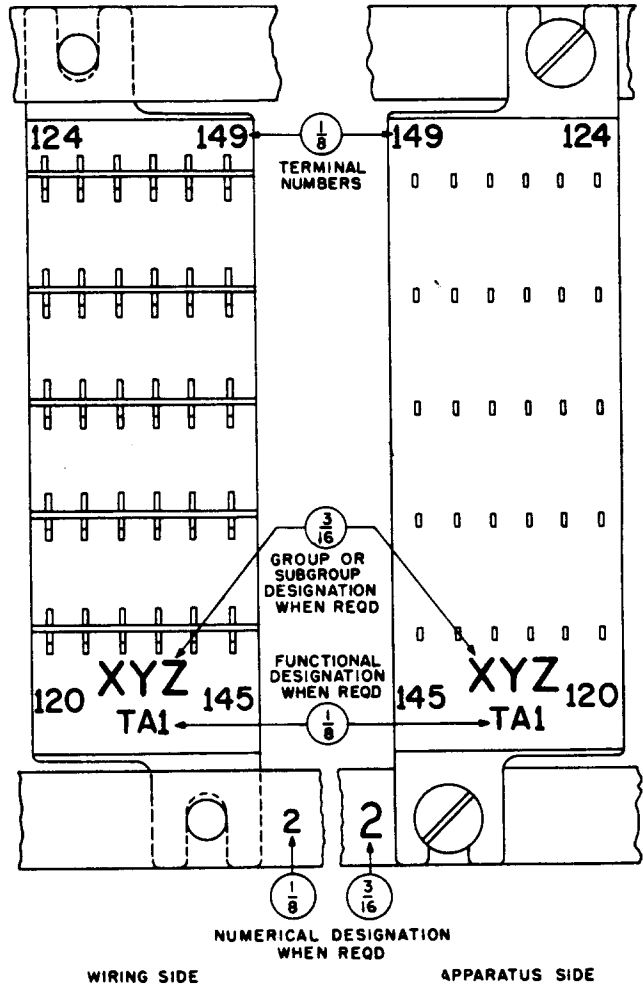 124 149
1/8
149 124
TERMINAL
NUMBERS
3/16
GROUP OR
SUBGROUP
DESIGNATION
WHEN REQD
XYZ
XYZ
FUNCTIONAL
DESIGNATION
WHEN REQD
120 145
145 120
TA1
1/8
TA1
2
2
1/8
3/16
NUMERICAL DESIGNATION
WHEN REQD
WIRING SIDE
APPARATUS SIDE